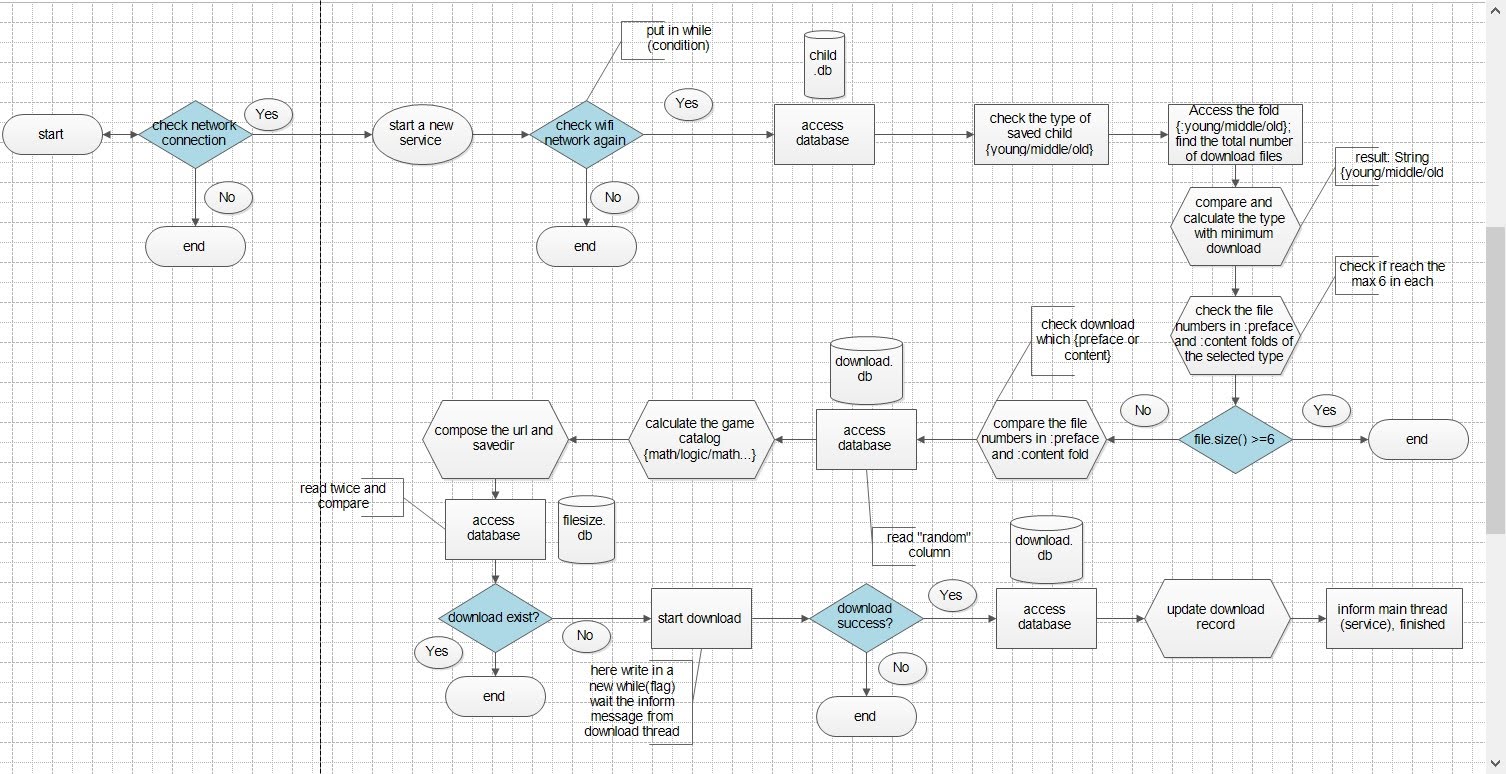 put in while
(condition)
child
.db
Yes
Yes
start
check network
connection
start a new
service
check wifi
network again
access
database
check the type of
saved child
{young/middle/old}
Access the fold
{:young/middle/old};
find the total number
of download files
result: String
{young/middle/old
No
No
end
end
compare and
calculate the type
with minimum
download
check if reach the
max 6 in each
check the file
numbers in :preface
and :content folds of
the selected type
check download
which {preface or
content}
download.
db
No
Yes
compose the url and
savedir
calculate the game
catalog
{math/logic/math...}
access
database
compare the file
numbers in :preface
and :content fold
file.size() >=6
end
read twice and
compare
access
database
filesize.
db
read "random"
column
download.
db
download exist?
No
Yes
start download
download
success?
Yes
No
access
database
update download
record
inform main thread
(service), finished
end
here write in a
new while(flag)
wait the inform
message from
download thread
end